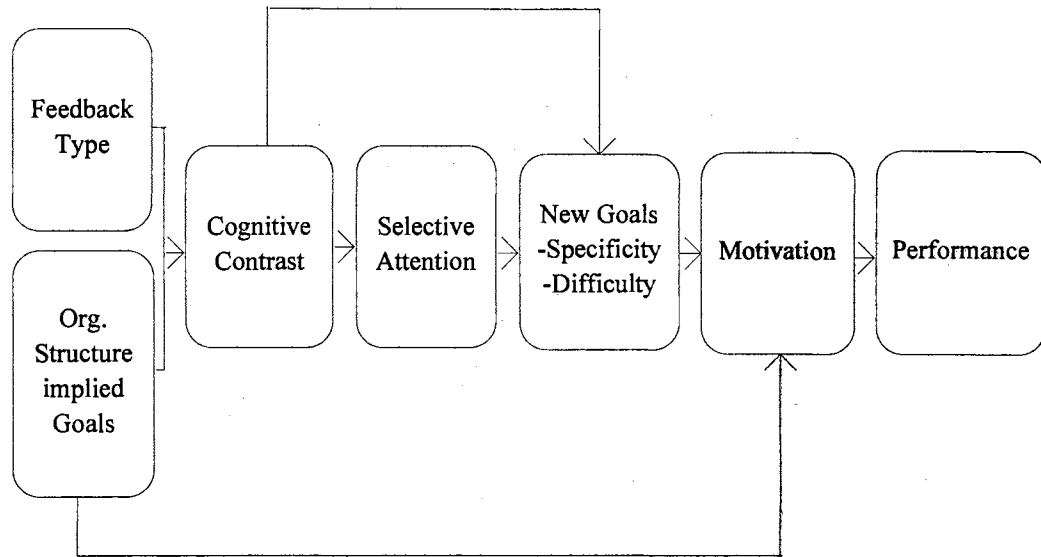 Feedback
Type
Org.
Structure
implied
Goals
Cognitive
Contrast
Selective
Attention
New Goals
-Specificity
-Difficulty
Motivation
Performance